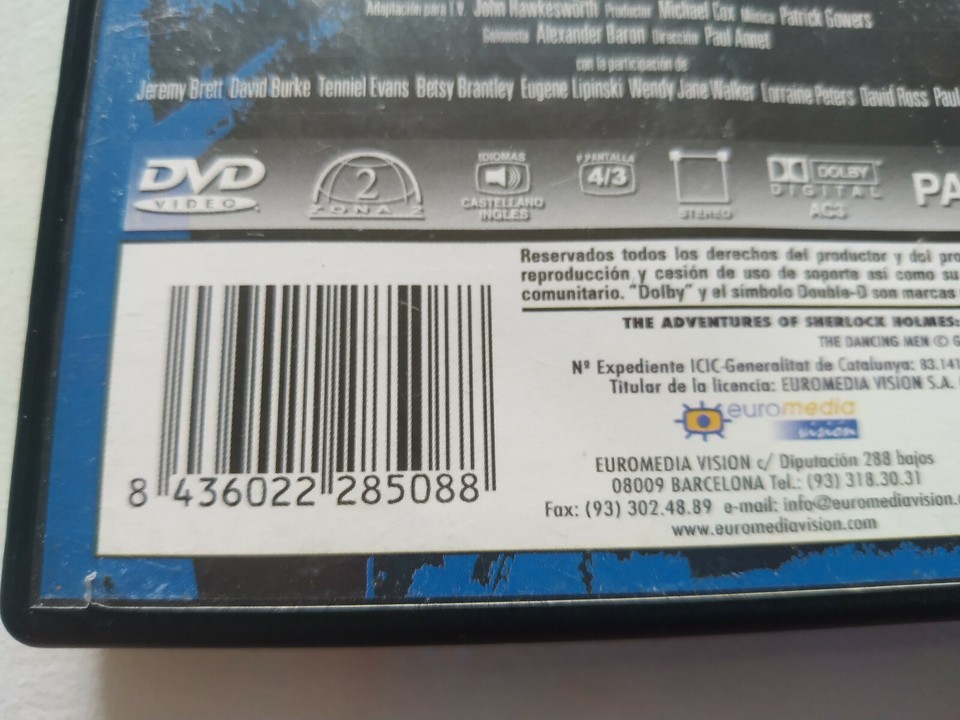 Adaptación para T.V. John Hawkesworth Productor Michael Cox Música Patrick Gowers
Guionista Alexander Baron Dirección Paul Annet
con la participación de
Jeremy Brett David Burke Tenniel Evans Betsy Brantley Eugene Lipinski Wendy Jane Walker Lorraine Peters David Ross Paul
DVD VIDEO
2 ZONA 2
IDIOMAS CASTELLANO INGLES
F. PANTALLA 4/3
STEREO
DOLBY DIGITAL AC3
PA
Reservados todos los derechos del productor y del pro
reproducción y cesión de uso de soporte así como su
comunitario. "Dolby" y el símbolo Double-D son marcas
THE ADVENTURES OF SHERLOCK HOLMES:
THE DANCING MEN © G
Nº Expediente ICIC-Generalitat de Catalunya: 83.141
Titular de la licencia: EUROMEDIA VISION S.A.
euromedia
visión
EUROMEDIA VISION c/ Diputación 288 bajos
08009 BARCELONA Tel.: (93) 318.30.31
Fax: (93) 302.48.89 e-mail: info@euromediavision.
www.euromediavision.com
8 436022 285088